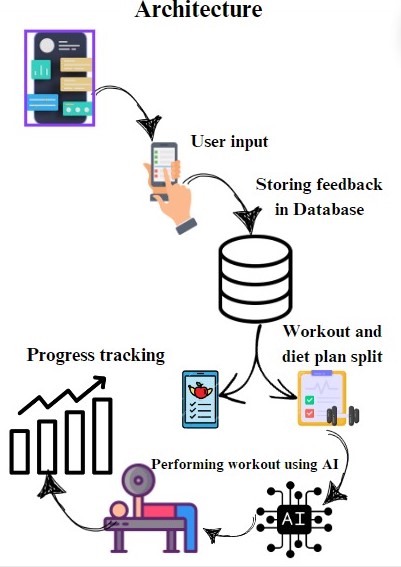 Architecture
User input
Storing feedback
in Database
Workout and
diet plan split
Progress tracking
Performing workout using AI
AI